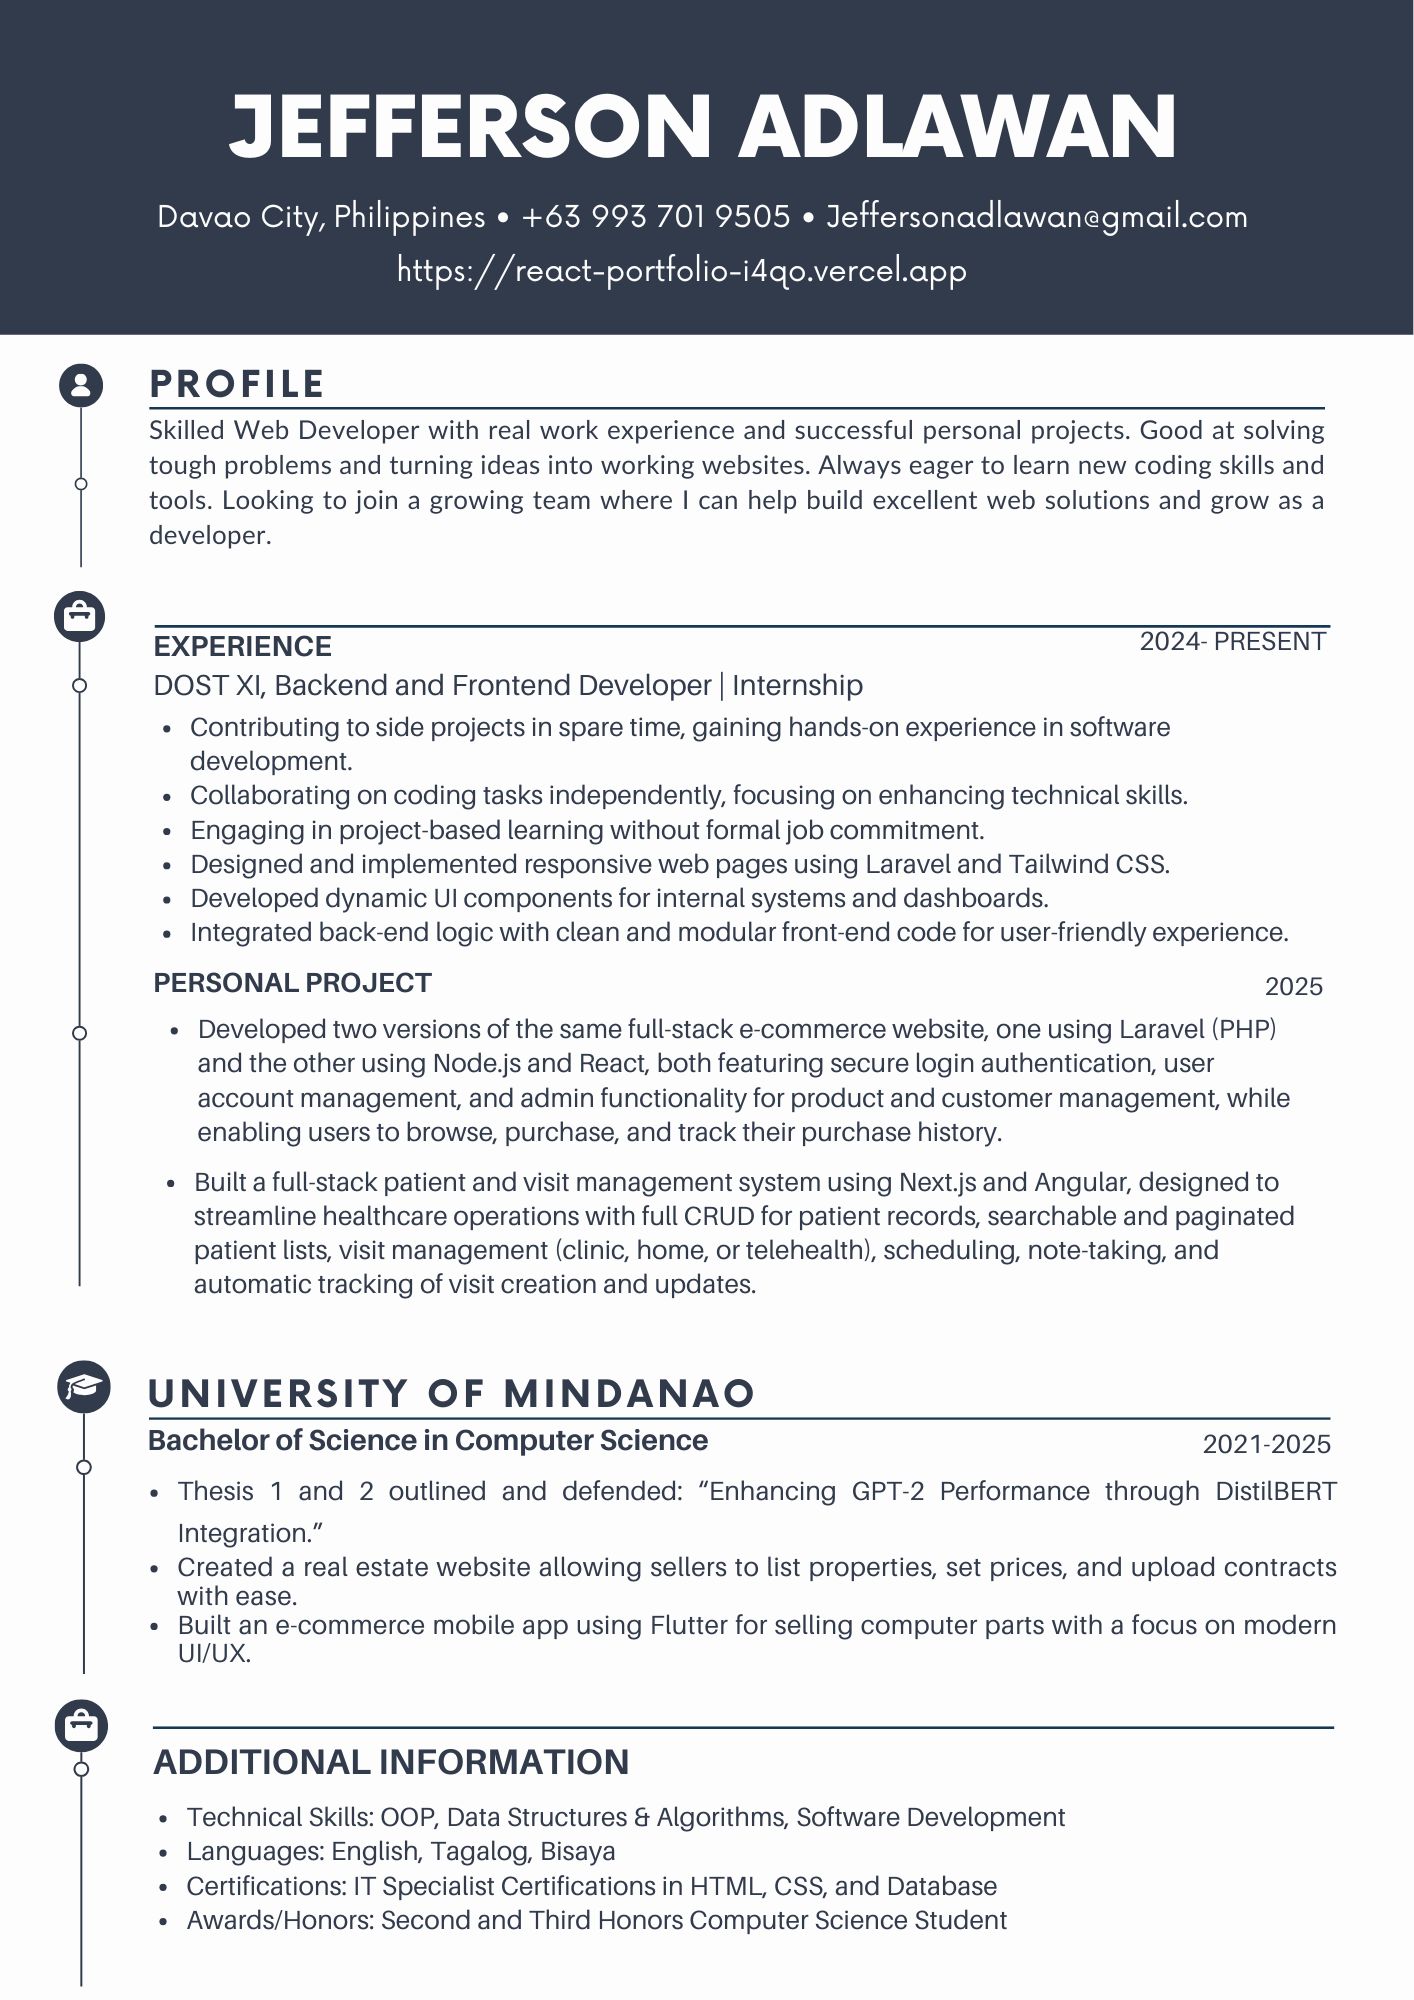 JEFFERSON ADLAWAN
Davao City, Philippines • +63 993 701 9505 • Jeffersonadlawan@gmail.com
https://react-portfolio-i4qo.vercel.app
PROFILE
Skilled Web Developer with real work experience and successful personal projects. Good at solving
tough problems and turning ideas into working websites. Always eager to learn new coding skills and
tools. Looking to join a growing team where I can help build excellent web solutions and grow as a
developer.
EXPERIENCE 2024- PRESENT
DOST XI, Backend and Frontend Developer | Internship
• Contributing to side projects in spare time, gaining hands-on experience in software
development.
• Collaborating on coding tasks independently, focusing on enhancing technical skills.
• Engaging in project-based learning without formal job commitment.
• Designed and implemented responsive web pages using Laravel and Tailwind CSS.
• Developed dynamic UI components for internal systems and dashboards.
• Integrated back-end logic with clean and modular front-end code for user-friendly experience.
PERSONAL PROJECT 2025
• Developed two versions of the same full-stack e-commerce website, one using Laravel (PHP)
and the other using Node.js and React, both featuring secure login authentication, user
account management, and admin functionality for product and customer management, while
enabling users to browse, purchase, and track their purchase history.
• Built a full-stack patient and visit management system using Next.js and Angular, designed to
streamline healthcare operations with full CRUD for patient records, searchable and paginated
patient lists, visit management (clinic, home, or telehealth), scheduling, note-taking, and
automatic tracking of visit creation and updates.
UNIVERSITY OF MINDANAO
Bachelor of Science in Computer Science 2021-2025
• Thesis 1 and 2 outlined and defended: “Enhancing GPT-2 Performance through DistilBERT
Integration.”
• Created a real estate website allowing sellers to list properties, set prices, and upload contracts
with ease.
• Built an e-commerce mobile app using Flutter for selling computer parts with a focus on modern
UI/UX.
ADDITIONAL INFORMATION
• Technical Skills: OOP, Data Structures & Algorithms, Software Development
• Languages: English, Tagalog, Bisaya
• Certifications: IT Specialist Certifications in HTML, CSS, and Database
• Awards/Honors: Second and Third Honors Computer Science Student